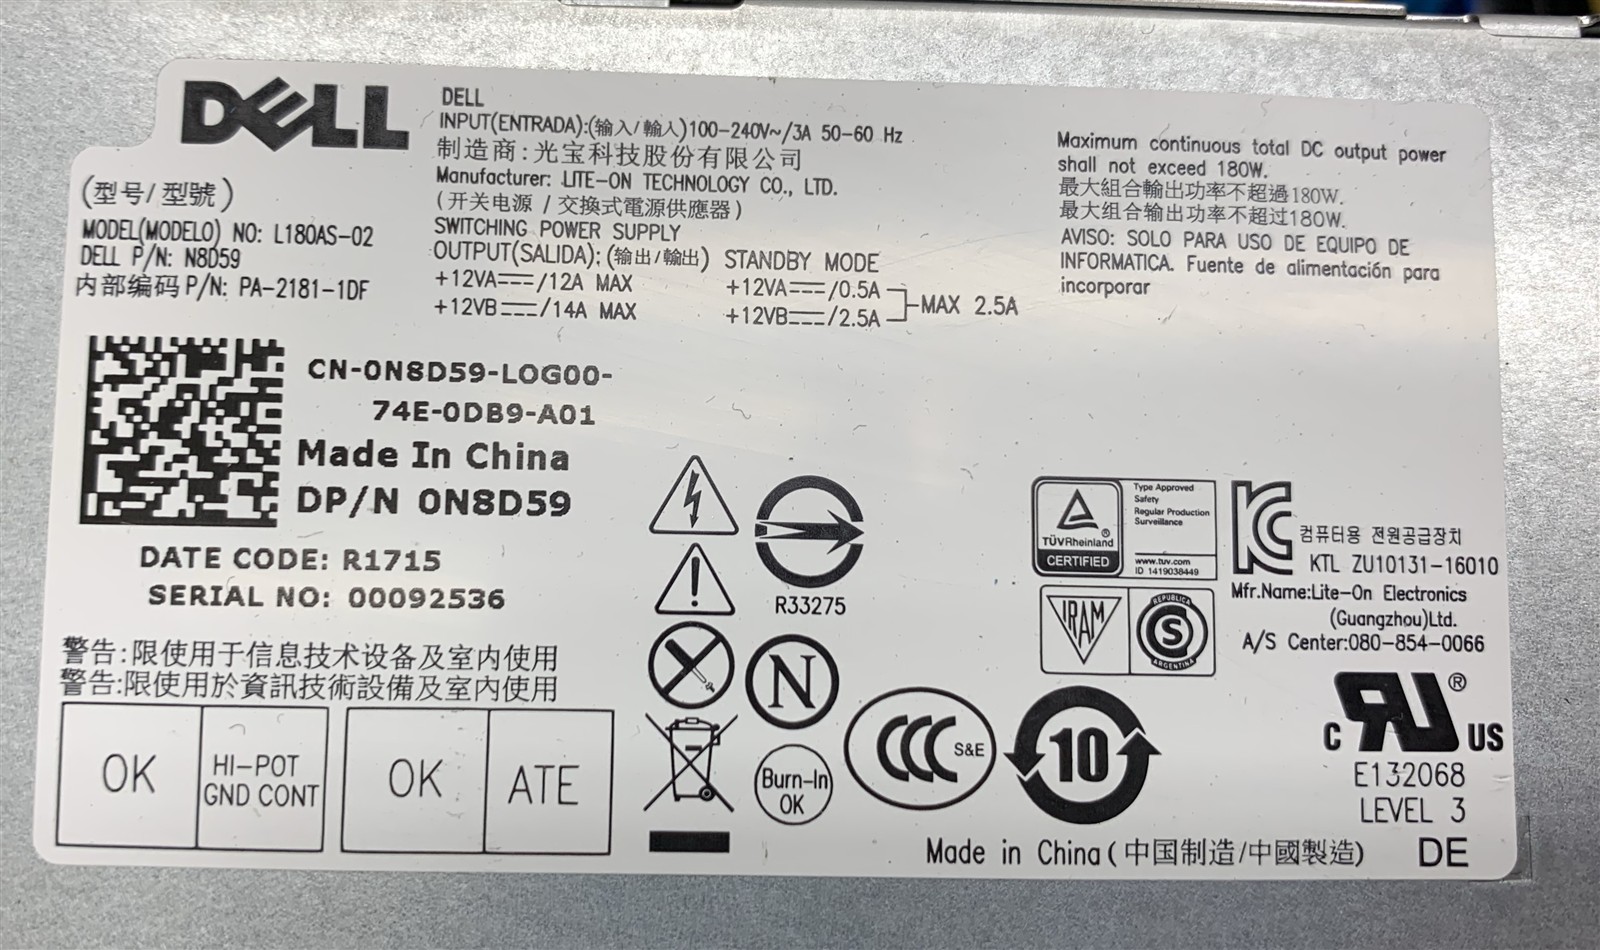 DELL
(型号/型號)
MODEL(MODELO) NO: L180AS-02
DELL P/N: N8D59
内部编码 P/N: PA-2181-1DF
DELL
INPUT(ENTRADA):(输入/輸入)100-240V~/3A 50-60 Hz
制造商:光宝科技股份有限公司
Manufacturer: LITE-ON TECHNOLOGY CO., LTD.
(开关电源 / 交換式電源供應器)
SWITCHING POWER SUPPLY
OUTPUT(SALIDA):(输出/輸出) STANDBY MODE
+12VA⎓/12A MAX +12VA⎓/0.5A
+12VB⎓/14A MAX +12VB⎓/2.5A
MAX 2.5A
Maximum continuous total DC output power
shall not exceed 180W.
最大組合輸出功率不超過180W.
最大组合输出功率不超过180W.
AVISO: SOLO PARA USO DE EQUIPO DE
INFORMATICA. Fuente de alimentación para
incorporar
CN-0N8D59-LOG00-
74E-0DB9-A01
Made In China
DP/N 0N8D59
DATE CODE: R1715
SERIAL NO: 00092536
警告:限使用于信息技术设备及室内使用
警告:限使用於資訊技術設備及室內使用
OK
HI-POT
GND CONT
OK
ATE
R33275
N
Burn-In
OK
CCC S&E
10
TÜVRheinland®
CERTIFIED
Type Approved
Safety
Regular Production
Surveillance
www.tuv.com
ID 1419038449
IRAM
REPUBLICA
S
ARGENTINA
KC
컴퓨터용 전원공급장치
KTL ZU10131-16010
Mfr.Name:Lite-On Electronics
(Guangzhou)Ltd.
A/S Center:080-854-0066
c RU® US
E132068
LEVEL 3
Made in China(中国制造/中國製造) DE